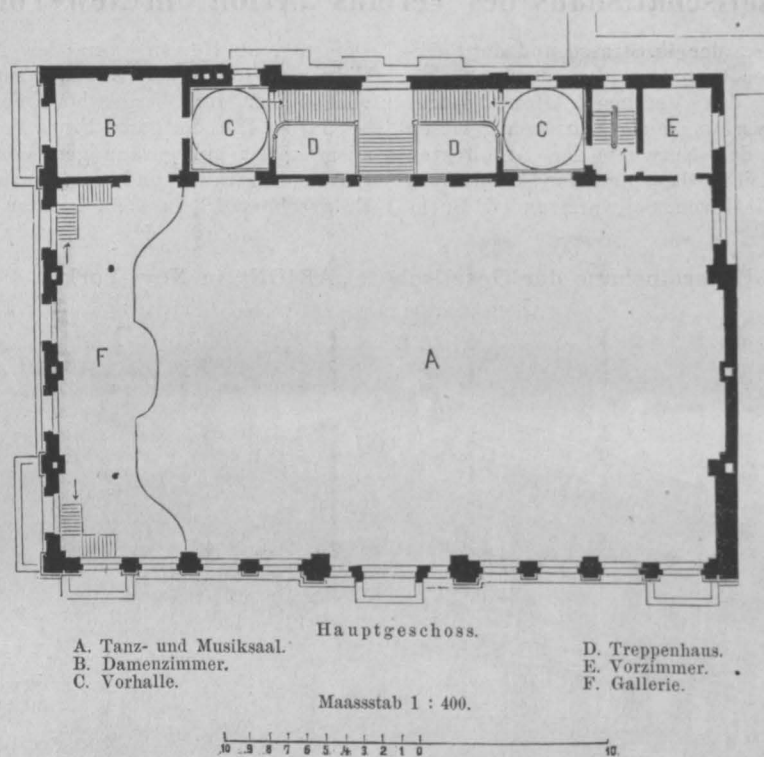 B
C
D
D
C
E
F
A
Hauptgeschoss.
A. Tanz- und Musiksaal.
B. Damenzimmer.
C. Vorhalle.
D. Treppenhaus.
E. Vorzimmer.
F. Gallerie.
Maassstab 1 : 400.
10 9 8 7 6 5 4 3 2 1 0 10.